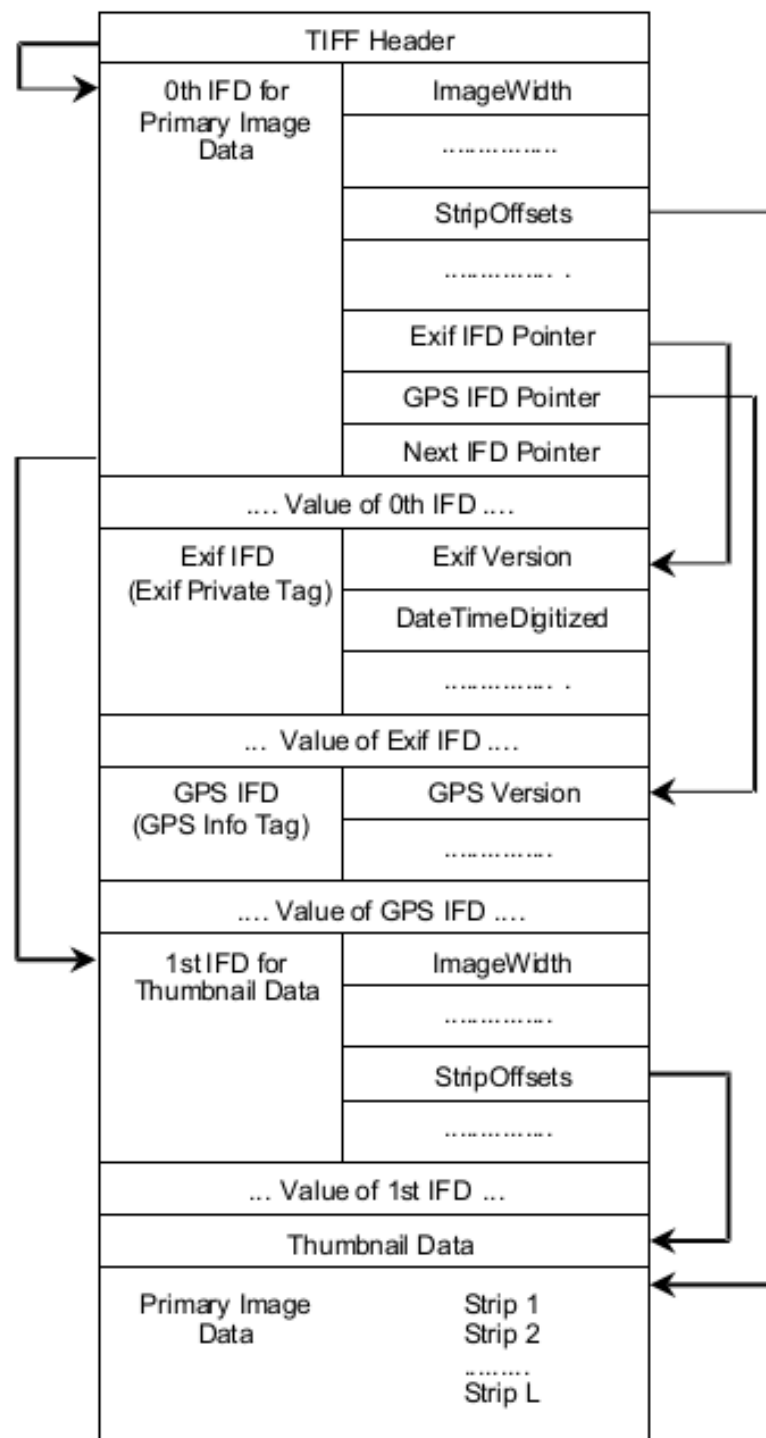 TIFF Header
0th IFD for
Primary Image
Data
ImageWidth
................
StripOffsets
............... .
Exif IFD Pointer
GPS IFD Pointer
Next IFD Pointer
.... Value of 0th IFD ....
Exif IFD
(Exif Private Tag)
Exif Version
DateTimeDigitized
............... .
... Value of Exif IFD ....
GPS IFD
(GPS Info Tag)
GPS Version
...............
.... Value of GPS IFD ....
1st IFD for
Thumbnail Data
ImageWidth
...............
StripOffsets
...............
... Value of 1st IFD ...
Thumbnail Data
Primary Image
Data
Strip 1
Strip 2
.........
Strip L